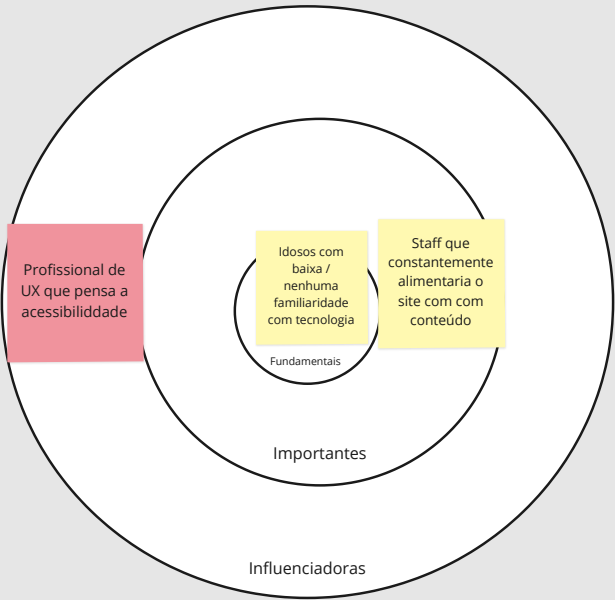 Profissional de
UX que pensa a
acessibiliddade
Idosos com
baixa /
nenhuma
familiaridade
com tecnologia
Staff que
constantemente
alimentaria o
site com com
conteúdo
Fundamentais
Importantes
Influenciadoras